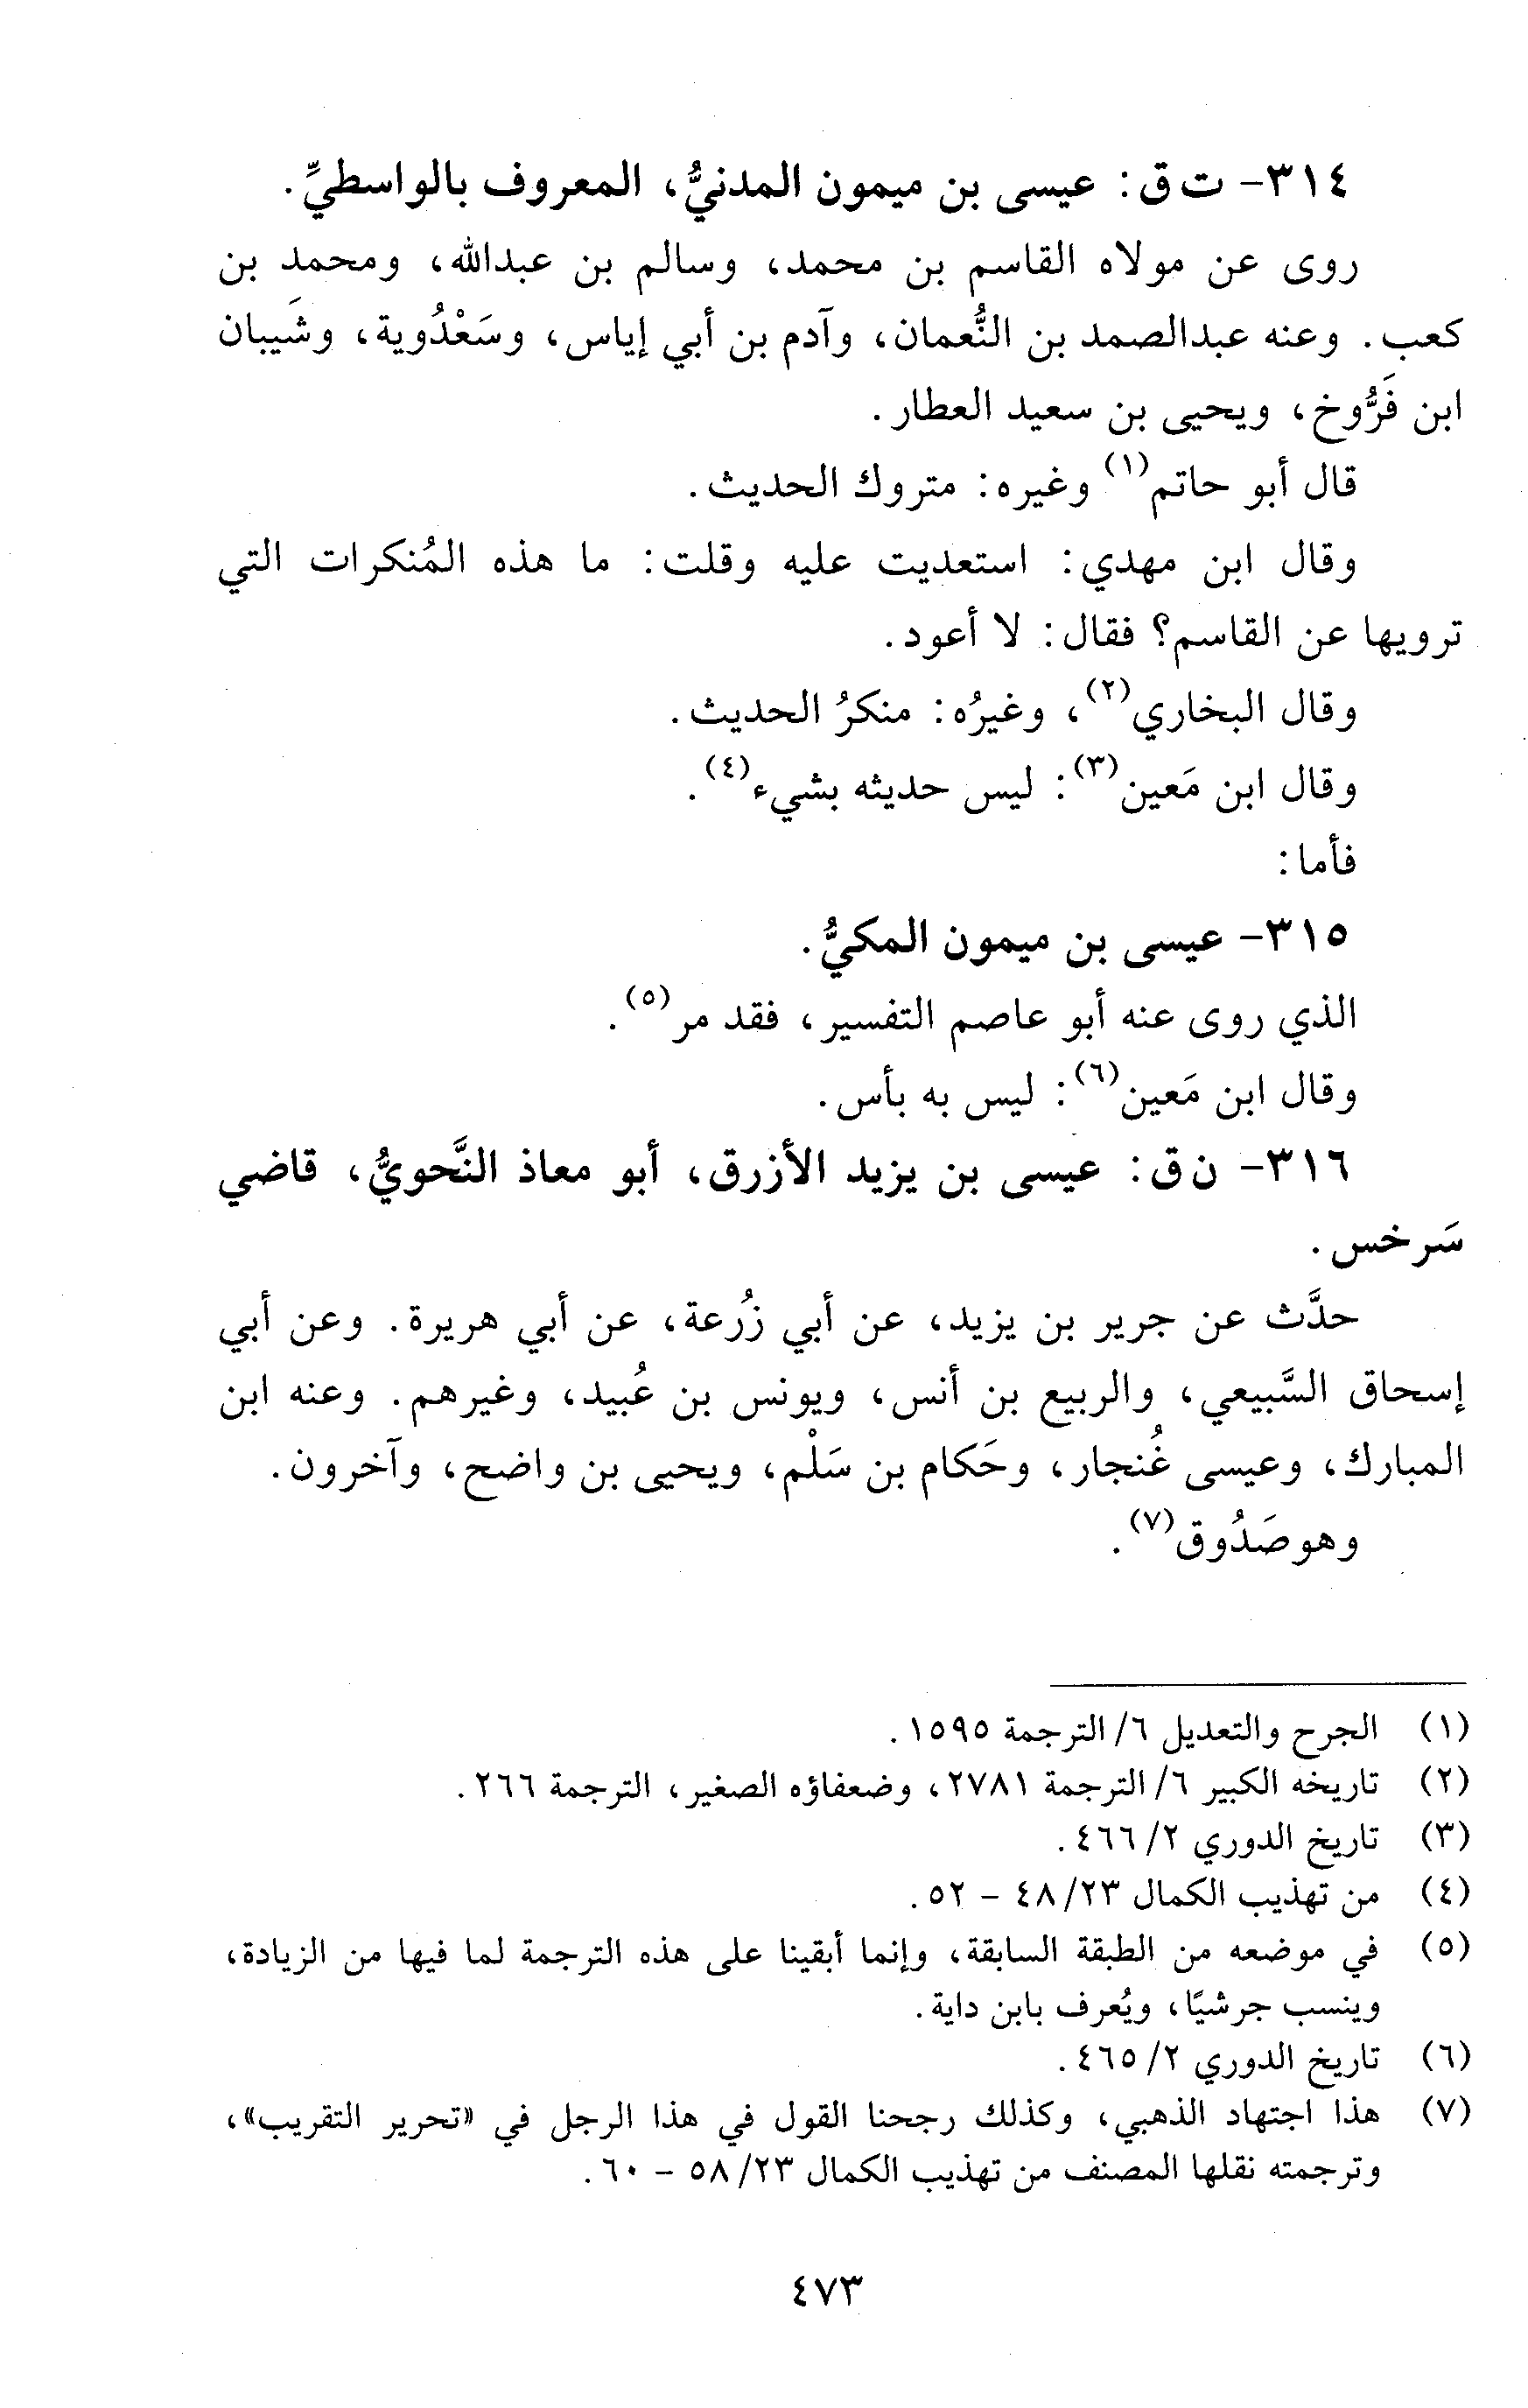 ٣١٤- ت ق: عيسى بن ميمون المدنيُّ، المعروف بالواسطيِّ.
روى عن مولاه القاسم بن محمد، وسالم بن عبدالله، ومحمد بن
كعب. وعنه عبدالصمد بن النُّعمان، وآدم بن أبي إياس، وسَعْدُوية، وشَيبان
ابن فَرُّوخ، ويحيى بن سعيد العطار.
قال أبو حاتم(١) وغيره: متروك الحديث.
وقال ابن مهدي: استعديت عليه وقلت: ما هذه المُنكرات التي
ترويها عن القاسم؟ فقال: لا أعود.
وقال البخاري(٢)، وغيرُه: منكرُ الحديث.
وقال ابن مَعين(٣): ليس حديثه بشيء(٤).
فأما:
٣١٥- عيسى بن ميمون المكيُّ.
الذي روى عنه أبو عاصم التفسير، فقد مر(٥).
وقال ابن مَعين(٦): ليس به بأس.
٣١٦- ن ق: عيسى بن يزيد الأزرق، أبو معاذ النَّحويُّ، قاضي
سَرخس.
حدَّث عن جرير بن يزيد، عن أبي زُرعة، عن أبي هريرة. وعن أبي
إسحاق السَّبيعي، والربيع بن أنس، ويونس بن عُبيد، وغيرهم. وعنه ابن
المبارك، وعيسى غُنجار، وحَكام بن سَلْم، ويحيى بن واضح، وآخرون.
وهو صَدُوق(٧).
(١) الجرح والتعديل ٦/ الترجمة ١٥٩٥.
(٢) تاريخه الكبير ٦/ الترجمة ٢٧٨١، وضعفاؤه الصغير، الترجمة ٢٦٦.
(٣) تاريخ الدوري ٢/ ٤٦٦.
(٤) من تهذيب الكمال ٢٣/ ٤٨ - ٥٢.
(٥) في موضعه من الطبقة السابقة، وإنما أبقينا على هذه الترجمة لما فيها من الزيادة،
وينسب جرشيًا، ويُعرف بابن داية.
(٦) تاريخ الدوري ٢/ ٤٦٥.
(٧) هذا اجتهاد الذهبي، وكذلك رجحنا القول في هذا الرجل في «تحرير التقريب»،
وترجمته نقلها المصنف من تهذيب الكمال ٢٣/ ٥٨ - ٦٠.
٤٧٣